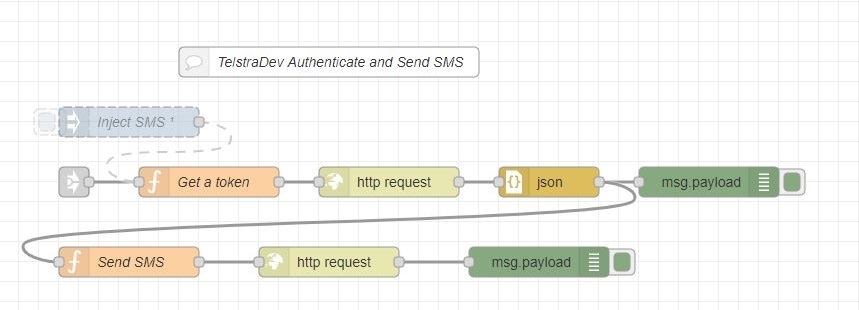 TelstraDev Authenticate and Send SMS
Inject SMS ¹
Get a token
http request
json
msg.payload
Send SMS
http request
msg.payload